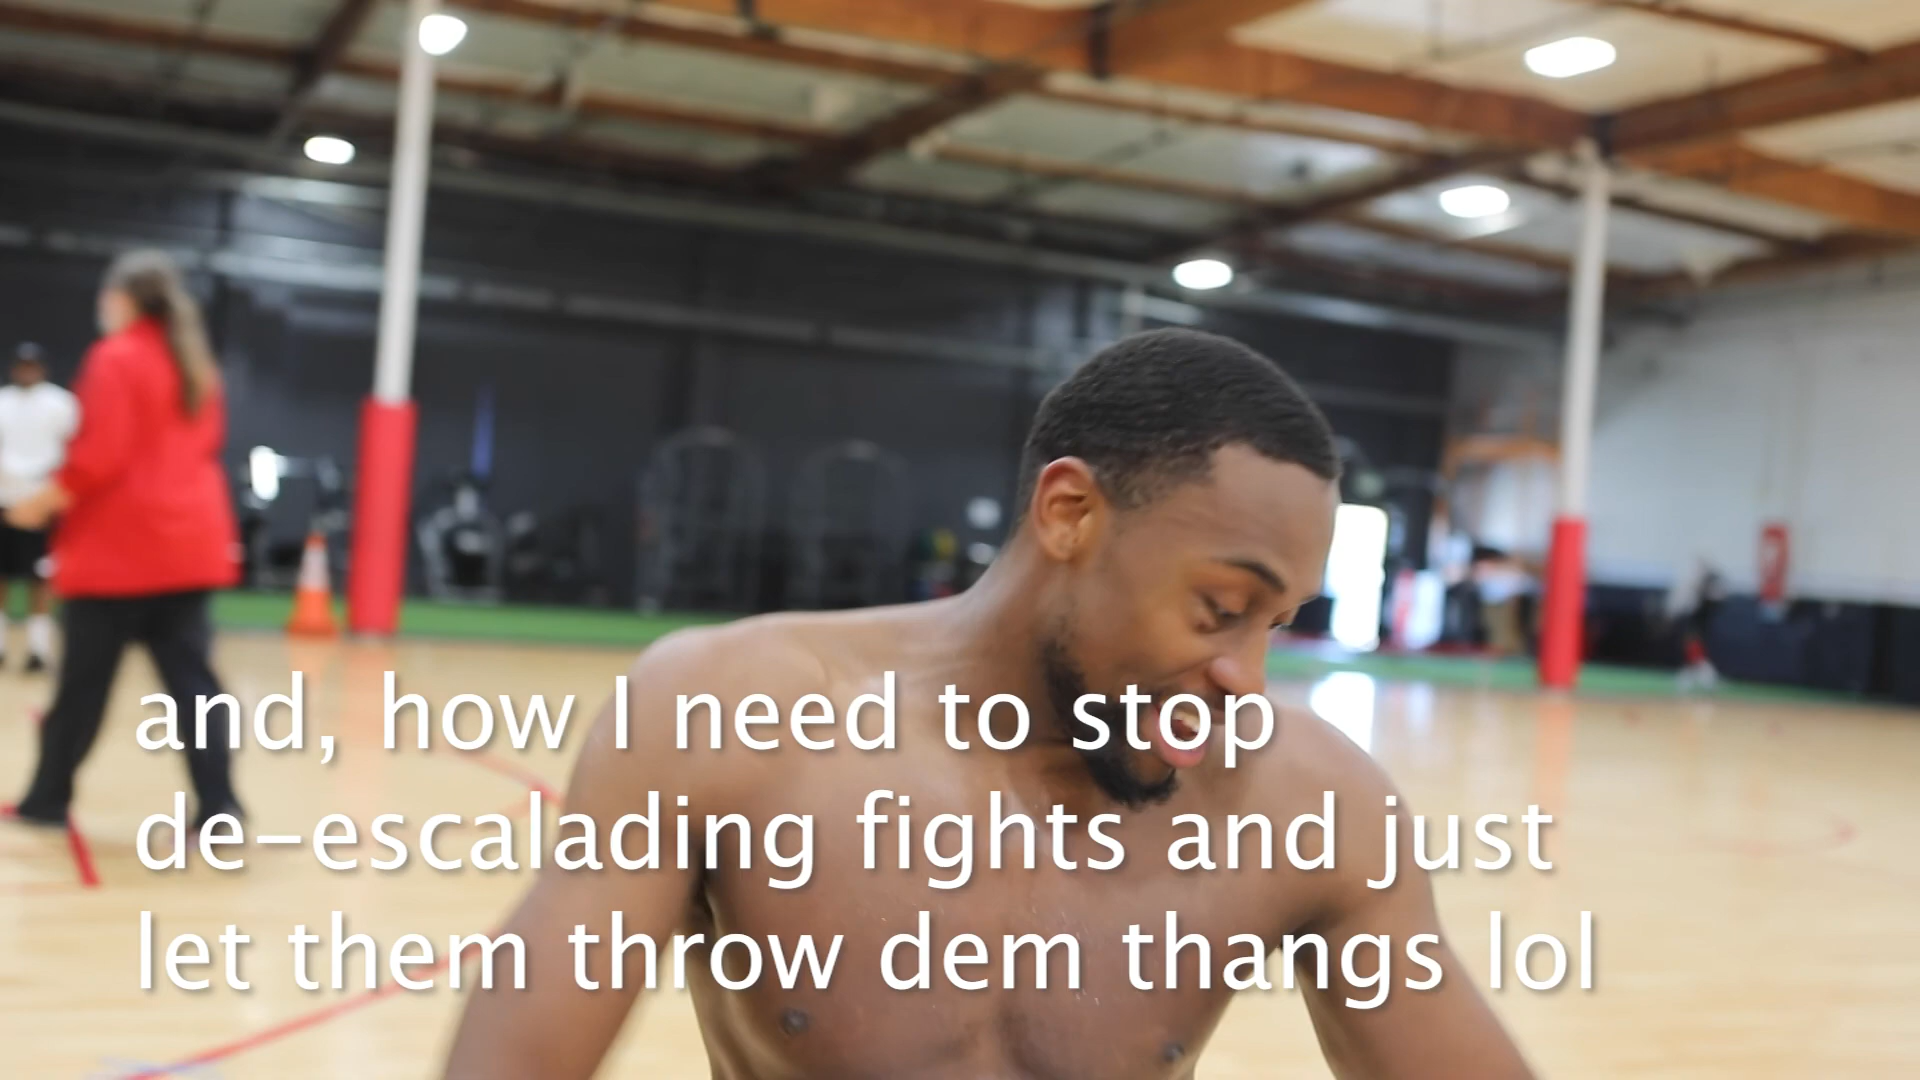 and, how I need to stop
de-escalading fights and just
let them throw dem thangs lol